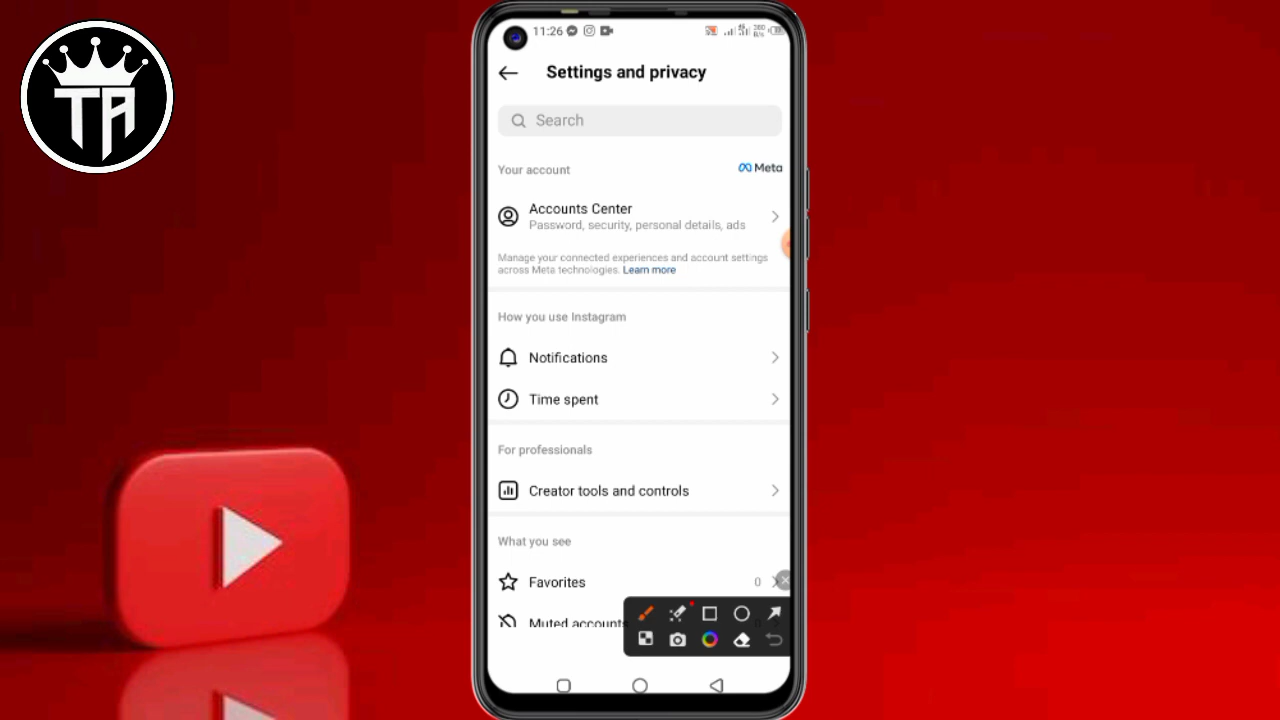 TA
11:26
Settings and privacy
Search
Your account
Meta
Accounts Center
Password, security, personal details, ads
Manage your connected experiences and account settings
across Meta technologies. Learn more
How you use Instagram
Notifications
Time spent
For professionals
Creator tools and controls
What you see
Favorites 0
Muted accounts